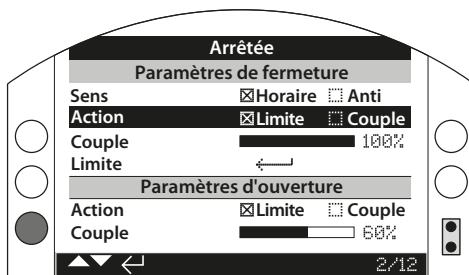 Arrêtée
Paramètres de fermeture
Sens ☒Horaire ☐ Anti
Action ☒Limite ☐ Couple
Couple 100%
Limite
Paramètres d'ouverture
Action ☒Limite ☐ Couple
Couple 60%
2/12